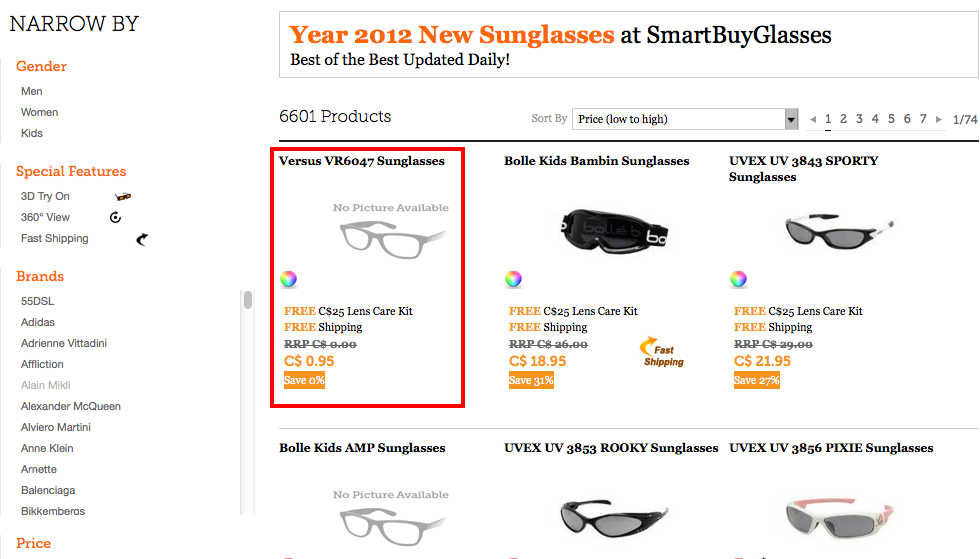 NARROW BY
Gender
Men
Women
Kids
Special Features
3D Try On
360° View
Fast Shipping
Brands
55DSL
Adidas
Adrienne Vittadini
Affliction
Alain Mikli
Alexander McQueen
Alviero Martini
Anne Klein
Arnette
Balenciaga
Bikkembergs
Price
Year 2012 New Sunglasses at SmartBuyGlasses
Best of the Best Updated Daily!
6601 Products
Sort By Price (low to high) 1 2 3 4 5 6 7 1/74
Versus VR6047 Sunglasses
No Picture Available
FREE C$25 Lens Care Kit
FREE Shipping
RRP C$ 0.00
C$ 0.95
Save 0%
Bolle Kids Bambin Sunglasses
bollé b bo
FREE C$25 Lens Care Kit
FREE Shipping
RRP C$ 26.00
C$ 18.95
Save 31%
Fast
Shipping
UVEX UV 3843 SPORTY
Sunglasses
FREE C$25 Lens Care Kit
FREE Shipping
RRP C$ 29.00
C$ 21.95
Save 27%
Bolle Kids AMP Sunglasses
No Picture Available
UVEX UV 3853 ROOKY Sunglasses
UVEX UV 3856 PIXIE Sunglasses